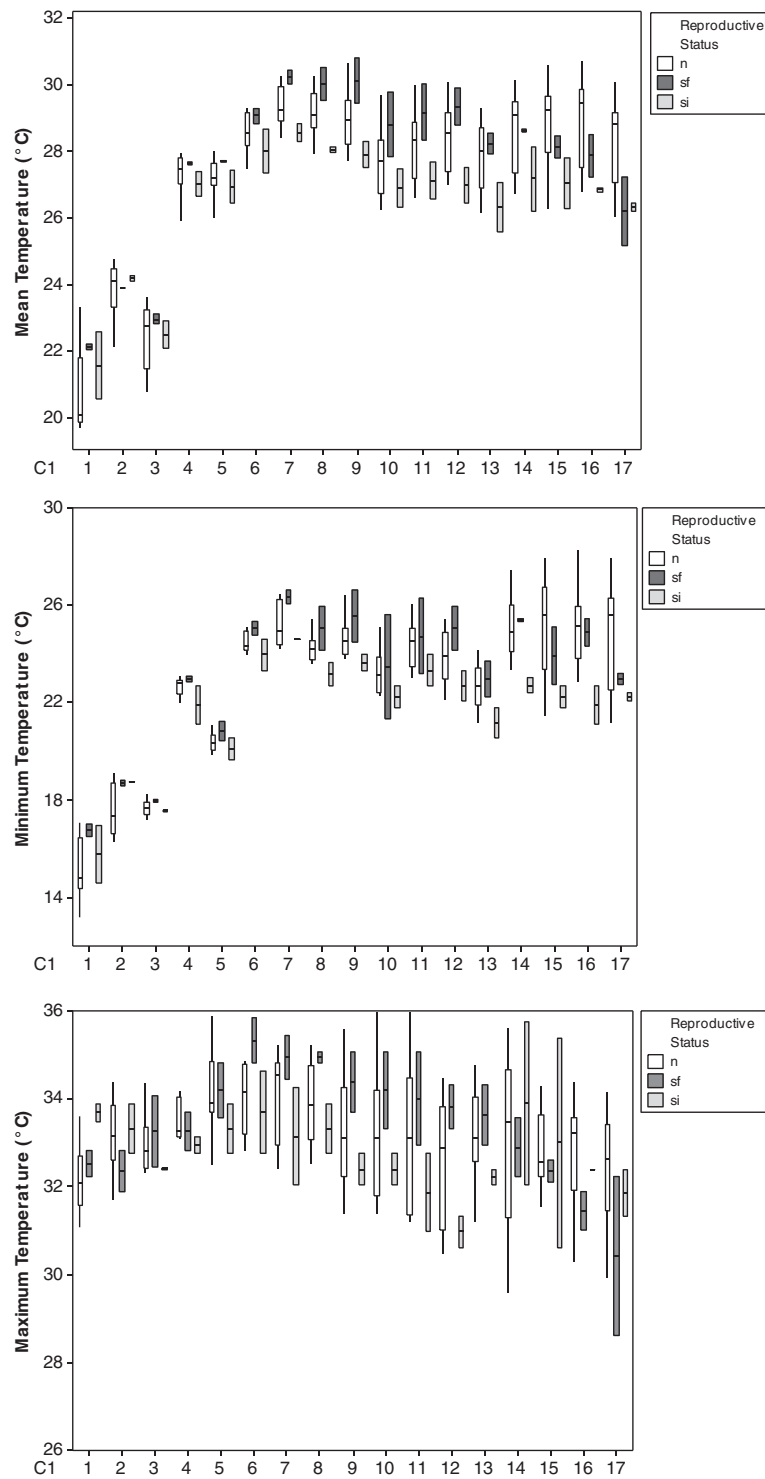 32
30
28
26
24
22
20
Mean Temperature (°C)
C1 1 2 3 4 5 6 7 8 9 10 11 12 13 14 15 16 17
Reproductive
Status
n
sf
si
30
26
22
18
14
Minimum Temperature (°C)
C1 1 2 3 4 5 6 7 8 9 10 11 12 13 14 15 16 17
Reproductive
Status
n
sf
si
36
34
33
32
30
28
26
Maximum Temperature (°C)
C1 1 2 3 4 5 6 7 8 9 10 11 12 13 14 15 16 17
Reproductive
Status
n
sf
si